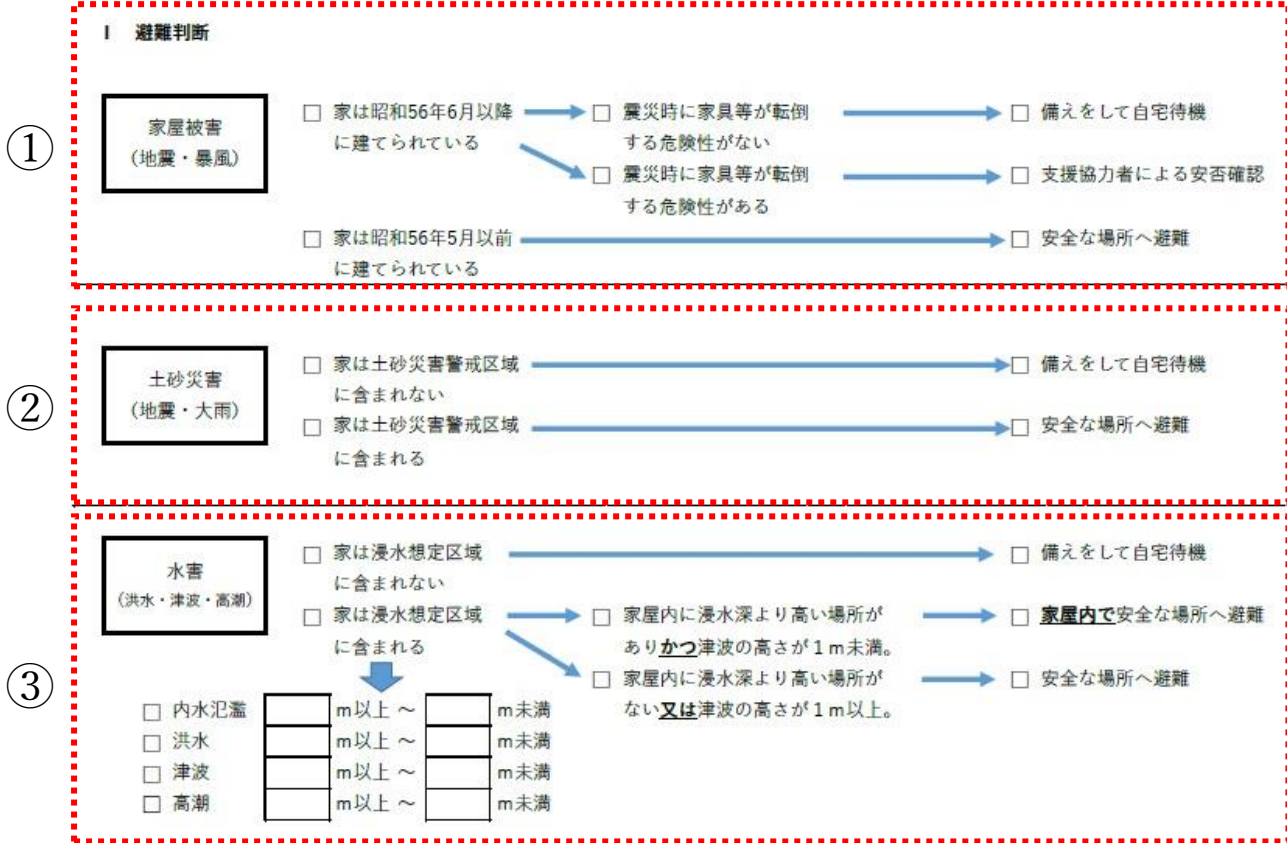 Ⅰ 避難判断
①
家屋被害
(地震・暴風)
□ 家は昭和56年6月以降
に建てられている
□ 震災時に家具等が転倒
する危険性がない
□ 備えをして自宅待機
□ 震災時に家具等が転倒
する危険性がある
□ 支援協力者による安否確認
□ 家は昭和56年5月以前
に建てられている
□ 安全な場所へ避難
②
土砂災害
(地震・大雨)
□ 家は土砂災害警戒区域
に含まれない
□ 備えをして自宅待機
□ 家は土砂災害警戒区域
に含まれる
□ 安全な場所へ避難
③
水害
(洪水・津波・高潮)
□ 家は浸水想定区域
に含まれない
□ 備えをして自宅待機
□ 家は浸水想定区域
に含まれる
□ 家屋内に浸水深より高い場所が
ありかつ津波の高さが1m未満。
□ 家屋内で安全な場所へ避難
□ 家屋内に浸水深より高い場所が
ない又は津波の高さが1m以上。
□ 安全な場所へ避難
□ 内水氾濫 m以上 ~ m未満
□ 洪水 m以上 ~ m未満
□ 津波 m以上 ~ m未満
□ 高潮 m以上 ~ m未満